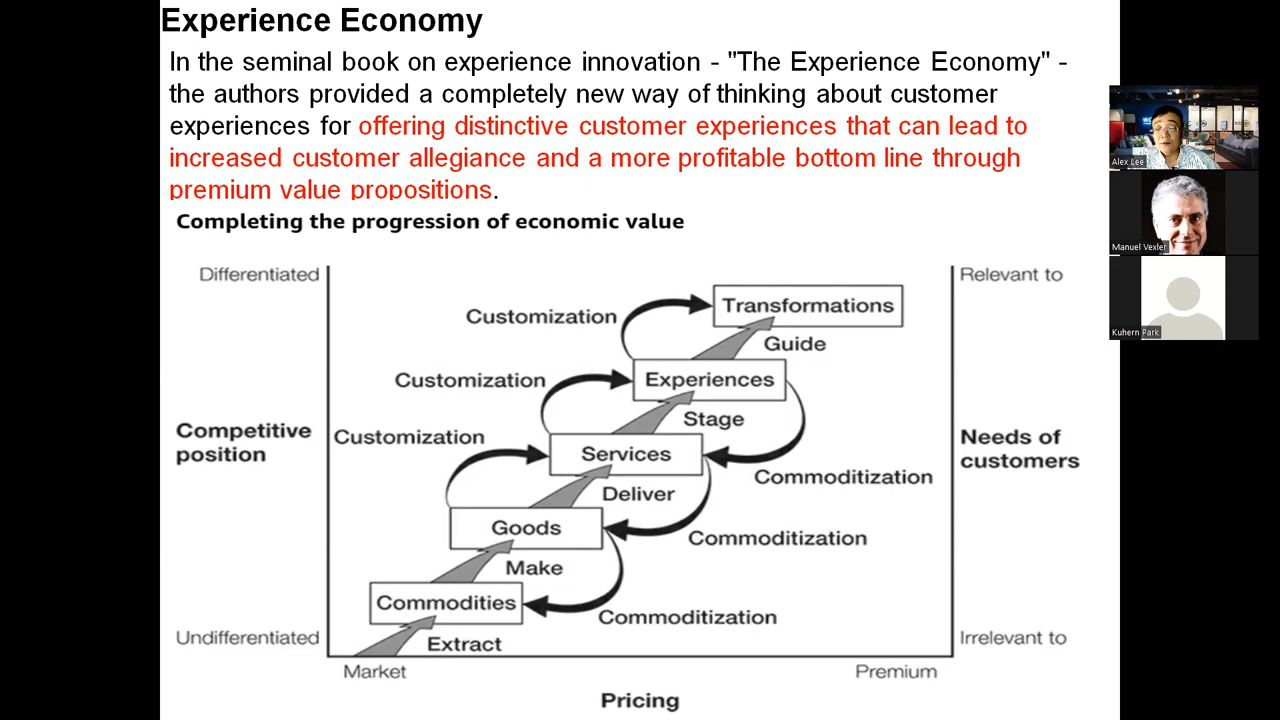 Experience Economy
In the seminal book on experience innovation - "The Experience Economy" -
the authors provided a completely new way of thinking about customer
experiences for offering distinctive customer experiences that can lead to
increased customer allegiance and a more profitable bottom line through
premium value propositions.
Completing the progression of economic value
Differentiated
Relevant to
Customization
Transformations
Guide
Customization
Experiences
Stage
Competitive
position
Customization
Services
Needs of
customers
Commoditization
Deliver
Goods
Commoditization
Make
Commodities
Commoditization
Undifferentiated
Extract
Irrelevant to
Market
Premium
Pricing
Alex Lee
Manuel Vexler
Kuhern Park